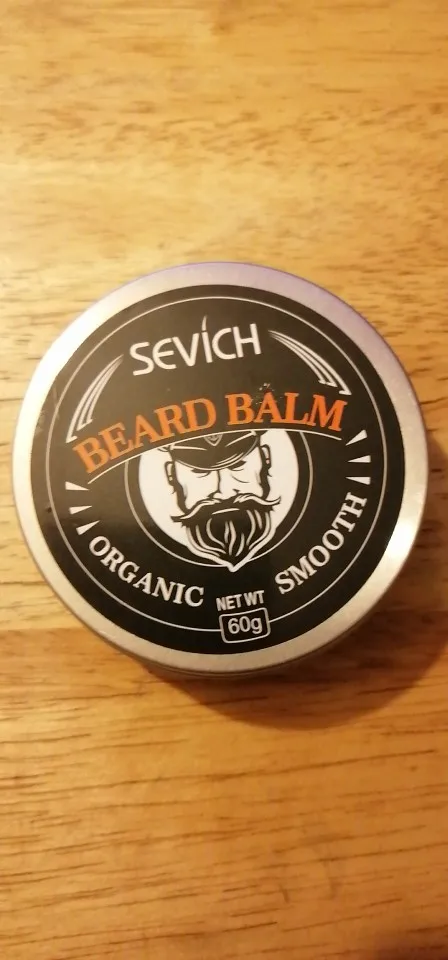 SEVICH
BEARD BALM
ORGANIC
SMOOTH
NET WT
60g